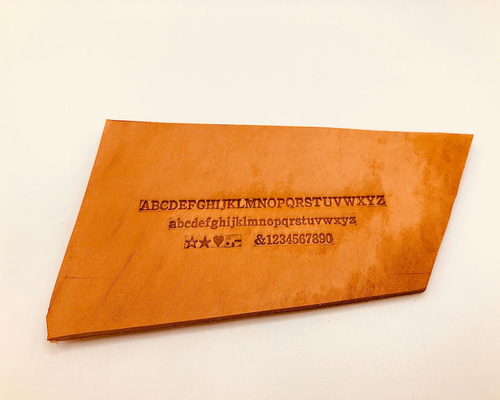 ABCDEFGHIJKLMNOPQRSTUVWXYZ
abcdefghijklmnopqrstuvwxyz
☆★♥ &1234567890